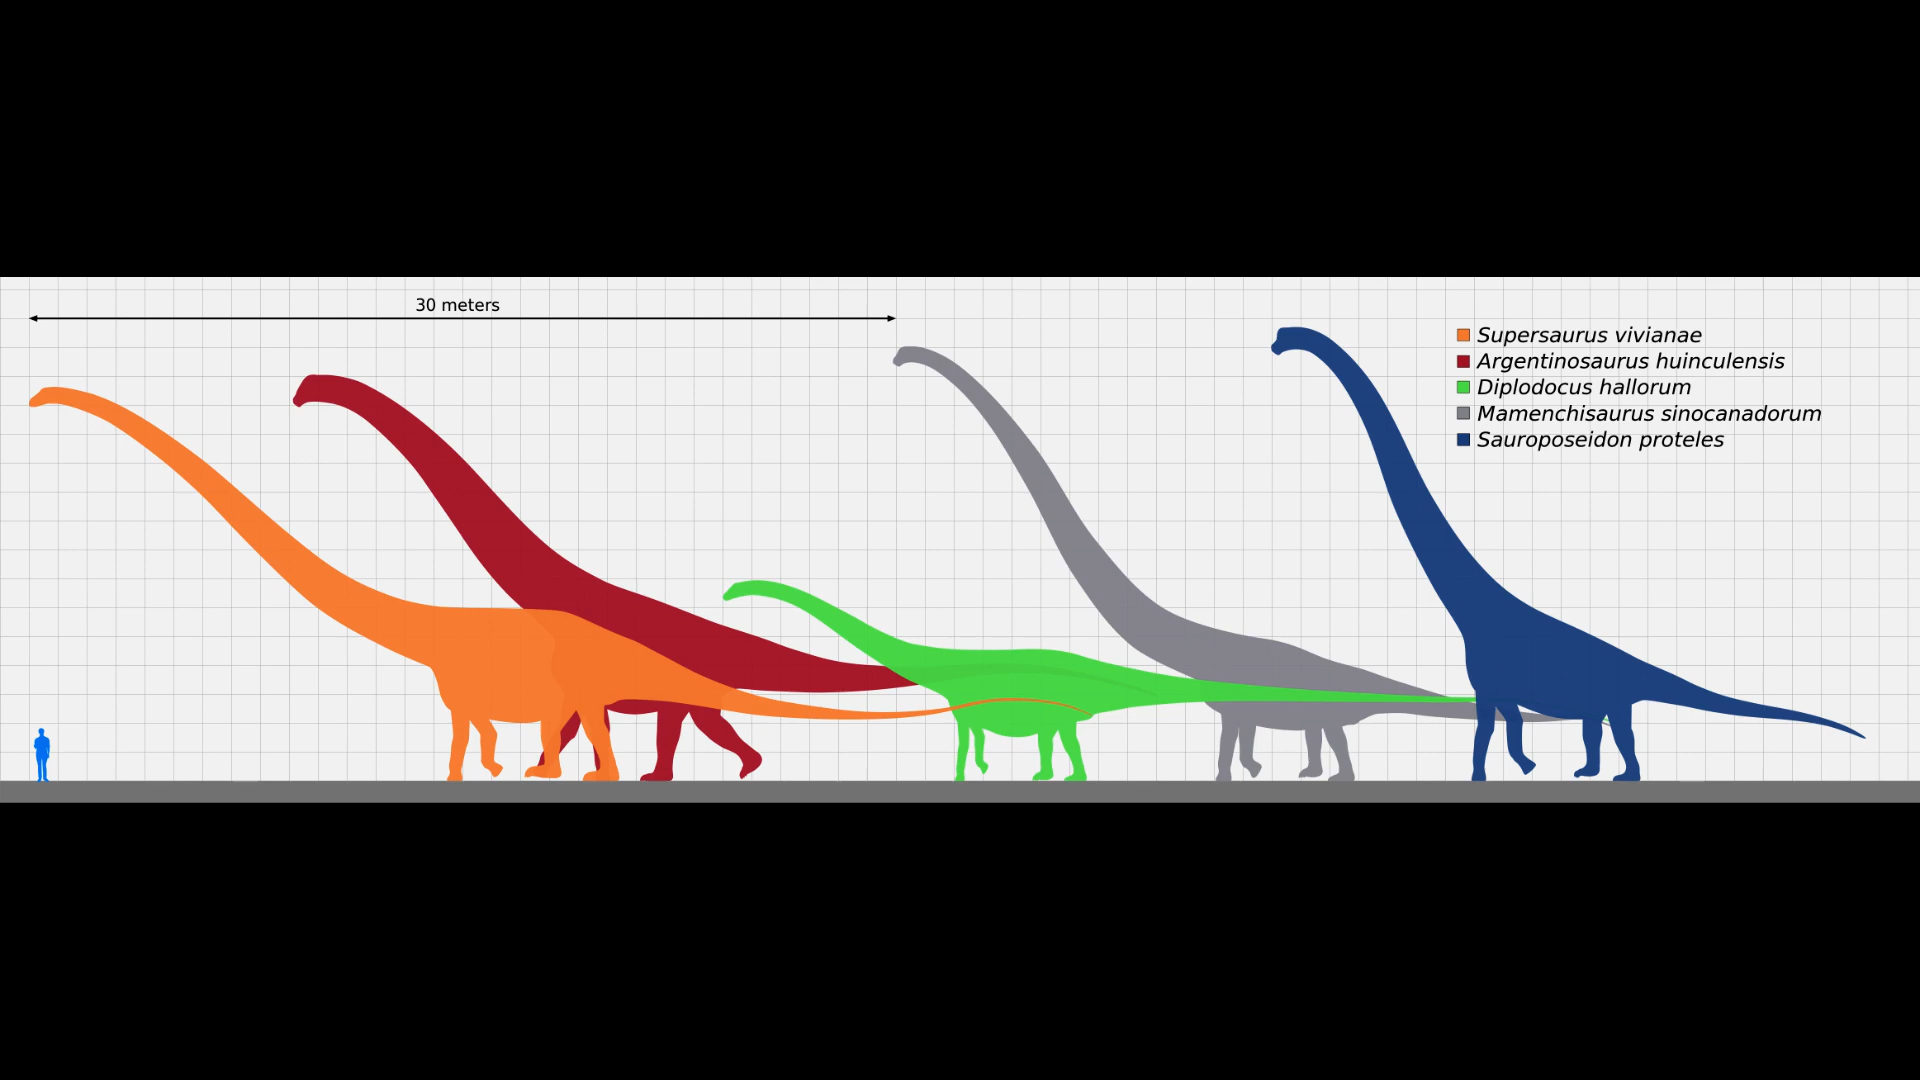 30 meters
Supersaurus vivianae
Argentinosaurus huinculensis
Diplodocus hallorum
Mamenchisaurus sinocanadorum
Sauroposeidon proteles